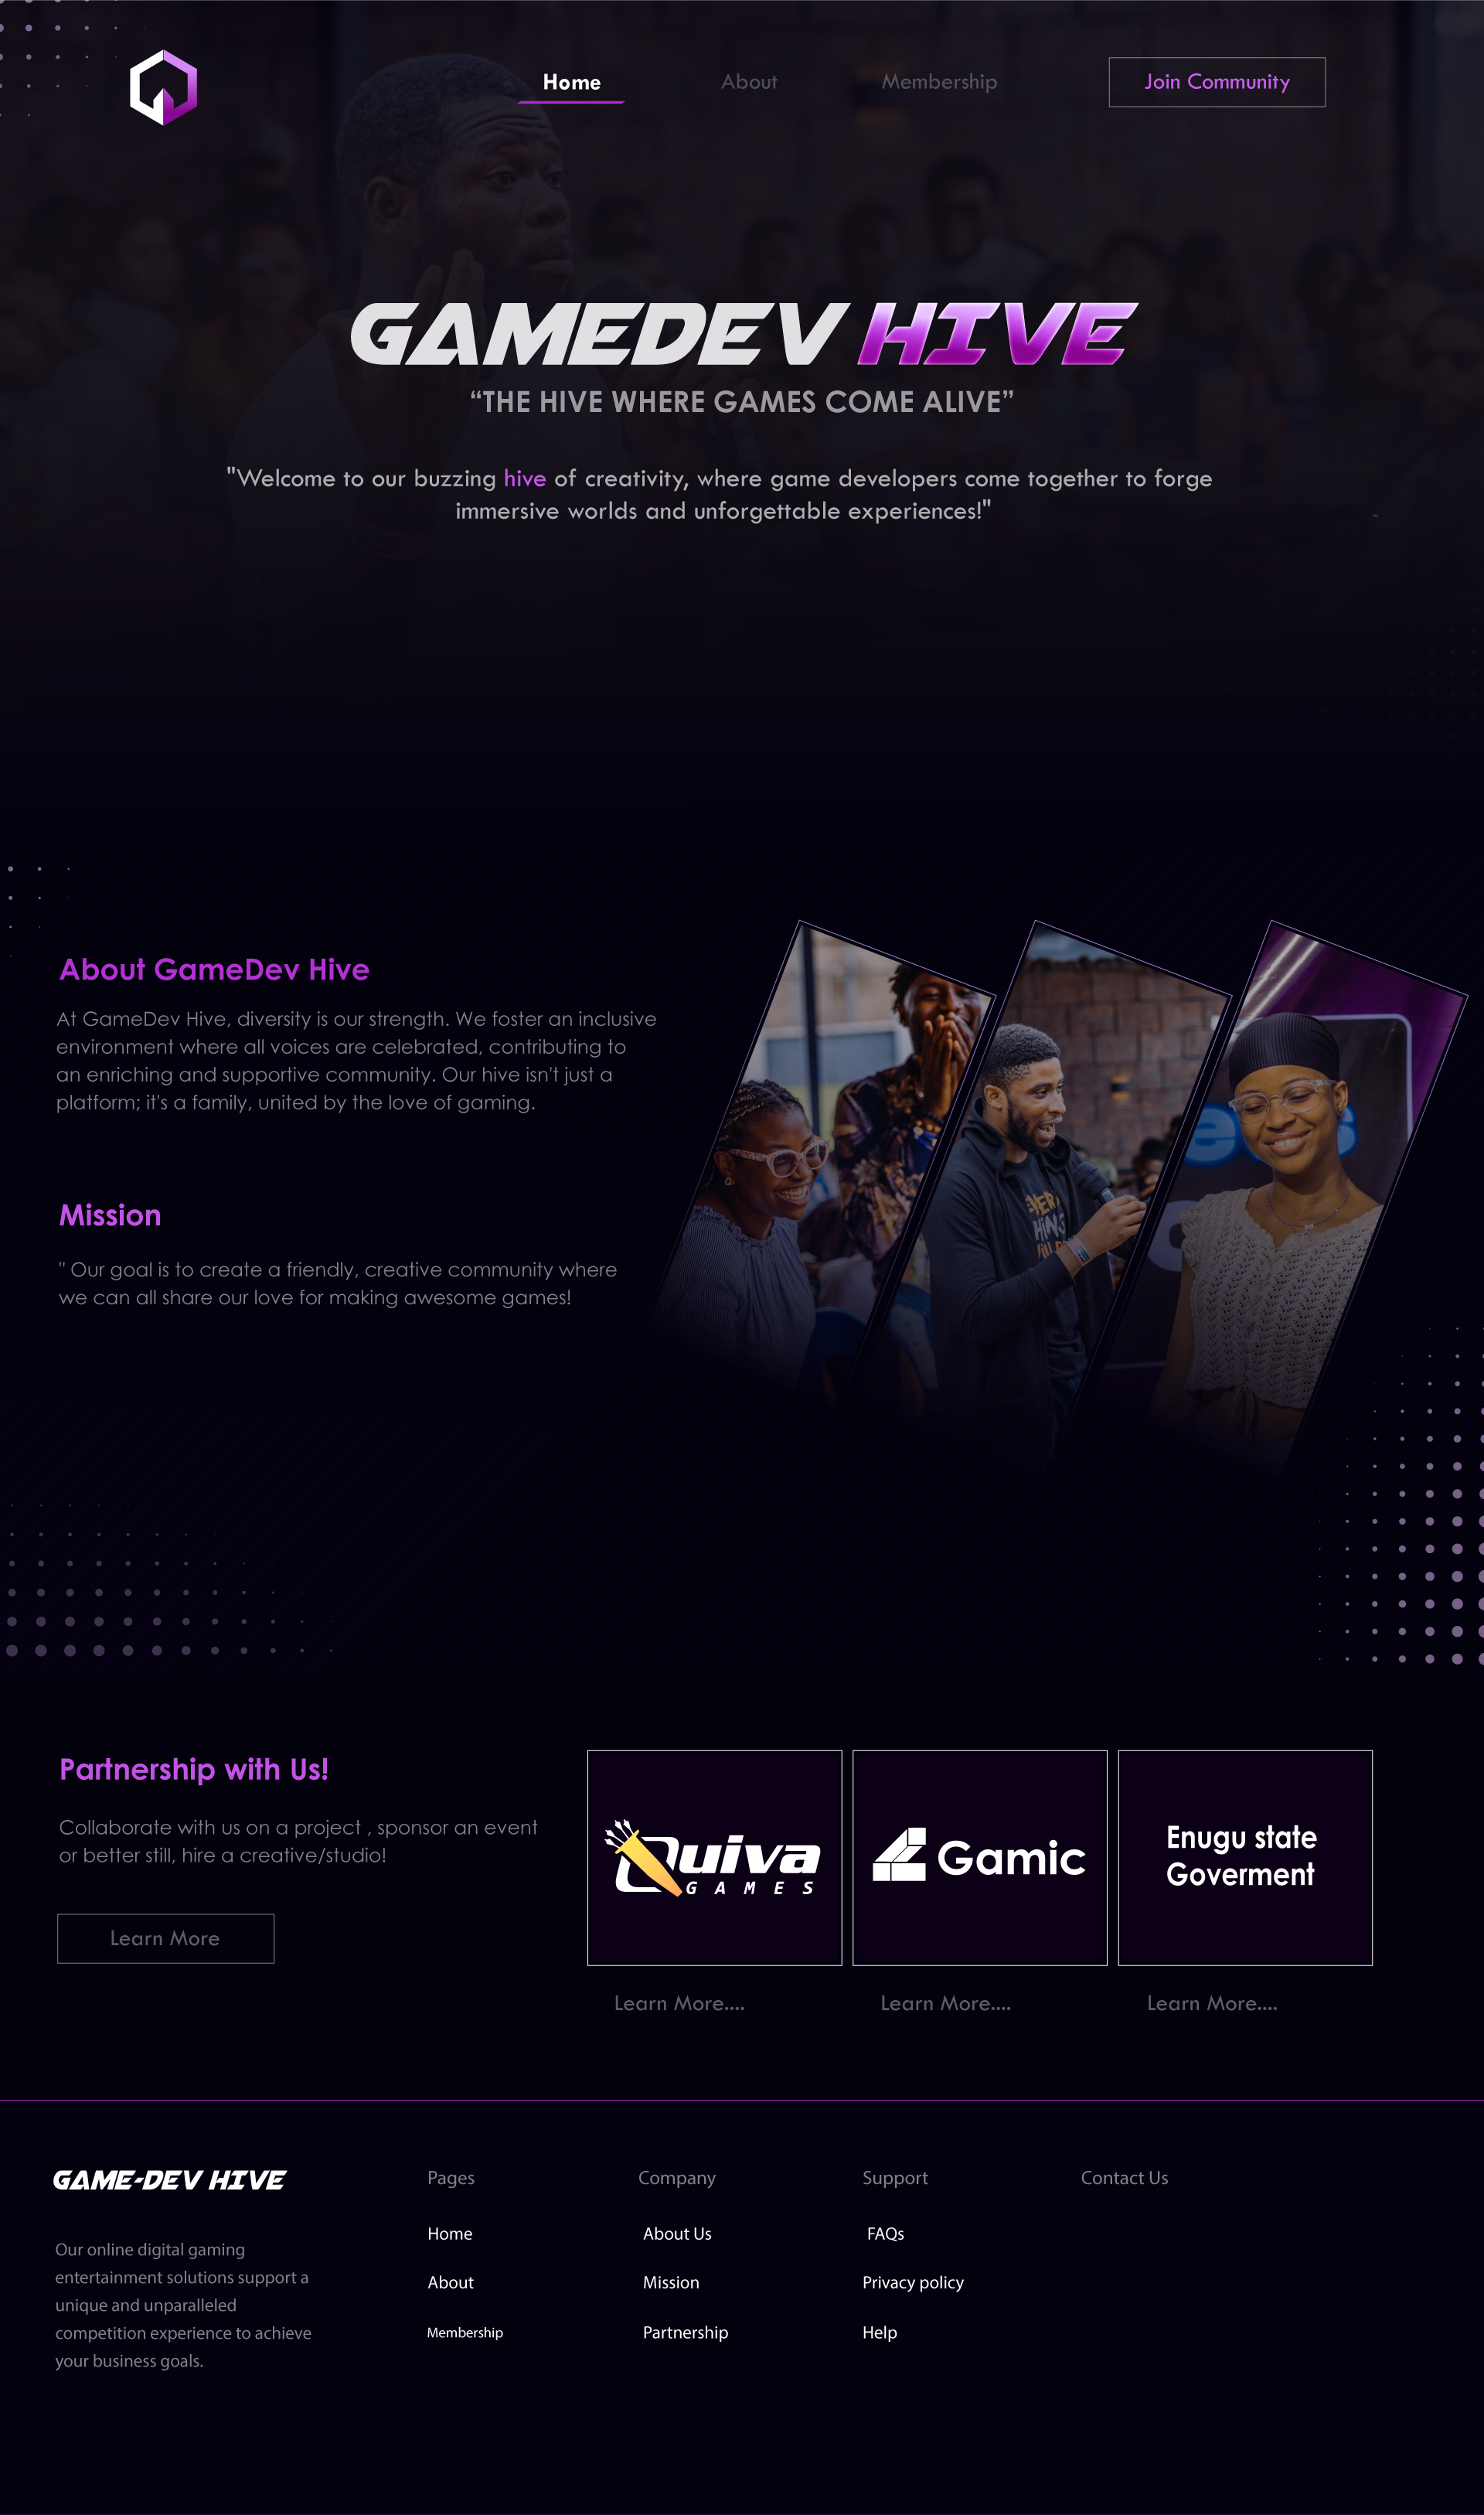 Home
About
Membership
Join Community
GAMEDEV HIVE
“THE HIVE WHERE GAMES COME ALIVE”
"Welcome to our buzzing hive of creativity, where game developers come together to forge
immersive worlds and unforgettable experiences!"
About GameDev Hive
At GameDev Hive, diversity is our strength. We foster an inclusive
environment where all voices are celebrated, contributing to
an enriching and supportive community. Our hive isn't just a
platform; it's a family, united by the love of gaming.
Mission
" Our goal is to create a friendly, creative community where
we can all share our love for making awesome games!
Partnership with Us!
Collaborate with us on a project , sponsor an event
or better still, hire a creative/studio!
Learn More
Quiva
GAMES
Learn More....
Gamic
Learn More....
Enugu state
Goverment
Learn More....
GAME-DEV HIVE
Our online digital gaming
entertainment solutions support a
unique and unparalleled
competition experience to achieve
your business goals.
Pages
Home
About
Membership
Company
About Us
Mission
Partnership
Support
FAQs
Privacy policy
Help
Contact Us